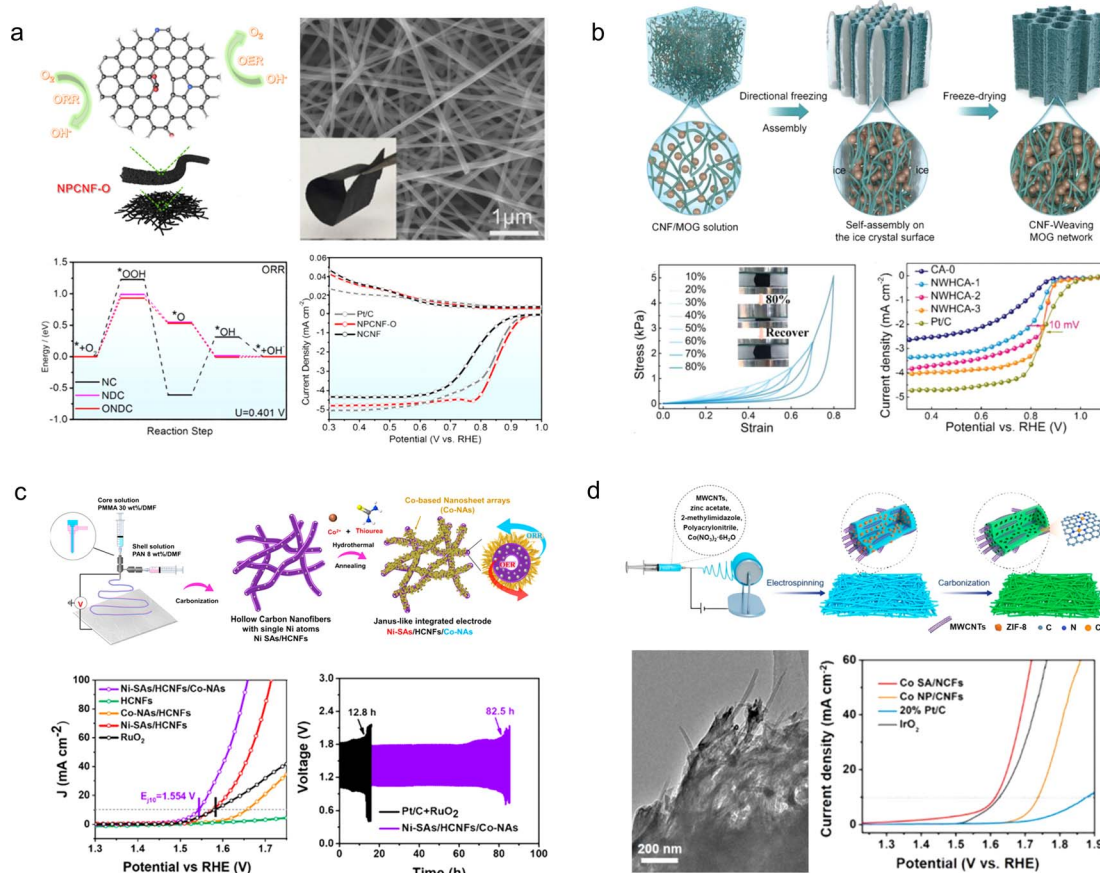 a
O₂
OER
OH⁻
O₂
ORR
OH⁻
NPCNF-O
1μm
1.5
1.0
0.5
0.0
-0.5
-1.0
Energy / (eV)
*+O₂
*OOH
*O
*OH
*+OH⁻
ORR
NC
NDC
ONDC
U=0.401 V
Reaction Step
0.06
0.04
0.02
0.00
-1
-2
-3
-4
-5
Current Density (mA cm⁻²)
Pt/C
NPCNF-O
NCNF
0.3 0.4 0.5 0.6 0.7 0.8 0.9 1.0
Potential (V vs. RHE)
b
Directional freezing
Assembly
Freeze-drying
ice
ice
CNF/MOG solution
Self-assembly on
the ice crystal surface
CNF-Weaving
MOG network
5
4
3
2
1
0
Stress (kPa)
10%
20%
30%
40%
50%
60%
70%
80%
80%
Recover
0.0 0.2 0.4 0.6 0.8
Strain
0
-1
-2
-3
-4
-5
Current density (mA cm⁻²)
CA-0
NWHCA-1
NWHCA-2
NWHCA-3
Pt/C
10 mV
0.4 0.6 0.8 1.0
Potential vs. RHE (V)
c
Core solution
PMMA 30 wt%/DMF
Shell solution
PAN 8 wt%/DMF
V
Carbonization
Hollow Carbon Nanofibers
with single Ni atoms
Ni SAs/HCNFs
Co²⁺ + Thiourea
Hydrothermal
Annealing
Co-based Nanosheet arrays
(Co-NAs)
ORR
OER
Janus-like integrated electrode
Ni-SAs/HCNFs/Co-NAs
100
80
60
40
20
0
J (mA cm⁻²)
Ni-SAs/HCNFs/Co-NAs
HCNFs
Co-NAs/HCNFs
Ni-SAs/HCNFs
RuO₂
Eⱼ₁₀=1.554 V
1.3 1.4 1.5 1.6 1.7
Potential vs RHE (V)
3.0
2.4
1.8
1.2
0.6
0.0
Voltage (V)
12.8 h
82.5 h
Pt/C+RuO₂
Ni-SAs/HCNFs/Co-NAs
0 20 40 60 80 100
Time (h)
d
MWCNTs,
zinc acetate,
2-methylimidazole,
Polyacrylonitrile,
Co(NO₃)₂·6H₂O
Electrospinning
Carbonization
MWCNTs ZIF-8 C N
200 nm
60
50
40
30
20
10
0
Current density (mA cm⁻²)
Co SA/NCFs
Co NP/CNFs
20% Pt/C
IrO₂
1.3 1.4 1.5 1.6 1.7 1.8 1.9
Potential (V vs. RHE)